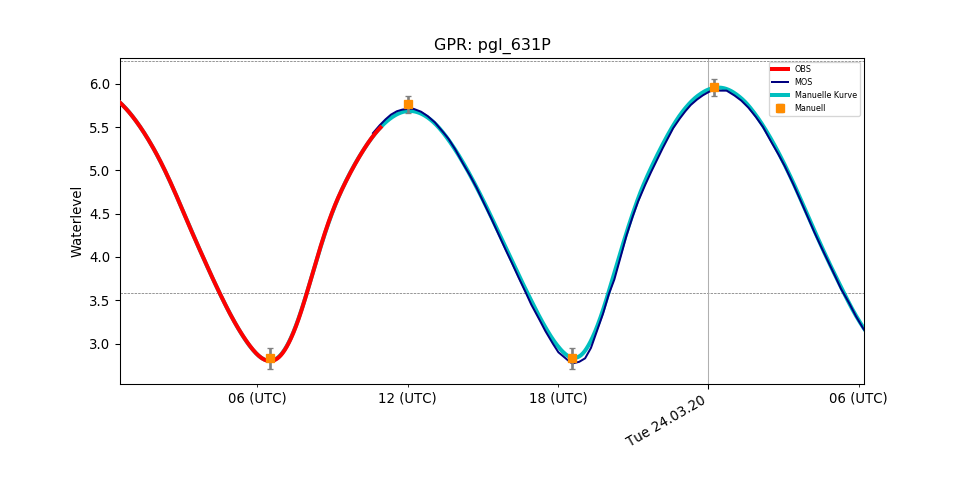 GPR: pgl_631P
OBS
MOS
Manuelle Kurve
Manuell
Waterlevel
6.0
5.5
5.0
4.5
4.0
3.5
3.0
06 (UTC)
12 (UTC)
18 (UTC)
Tue 24.03.20
06 (UTC)